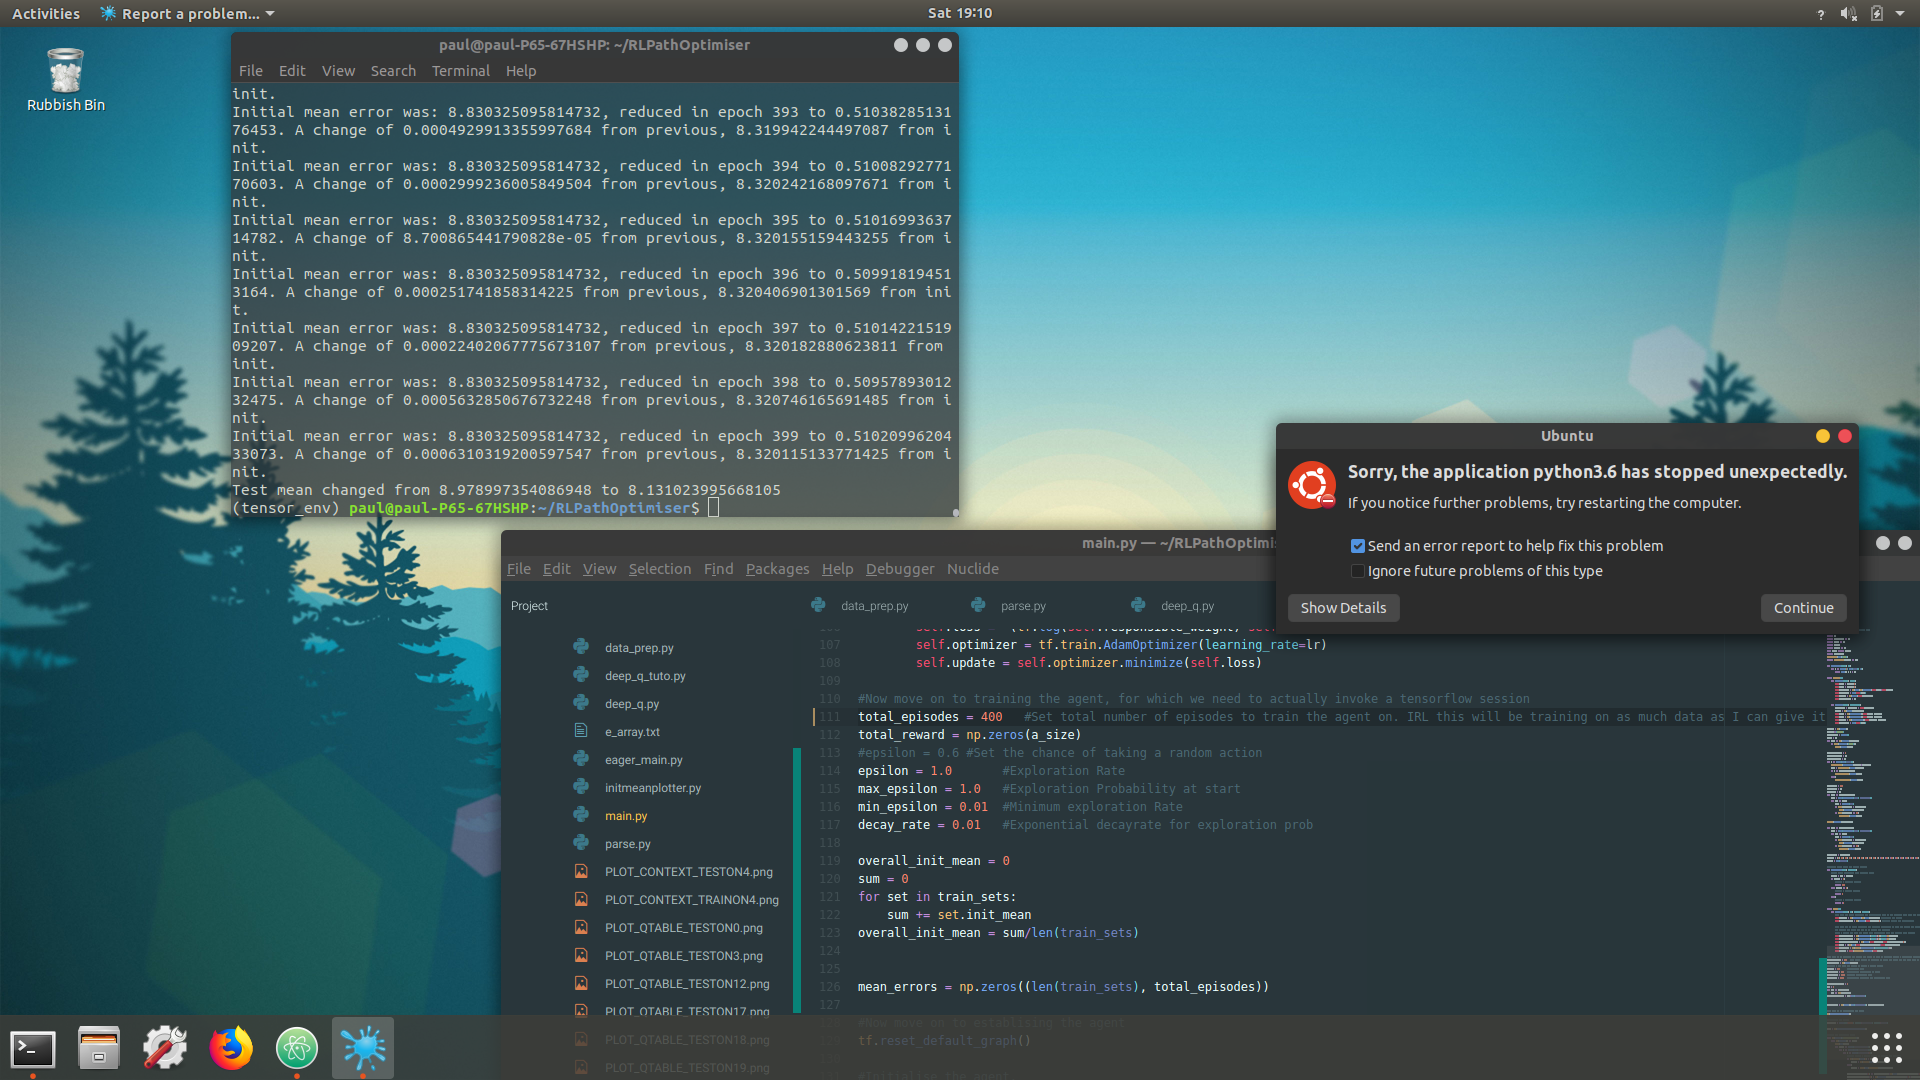 Activities
Report a problem...
Sat 19:10
?
Rubbish Bin
paul@paul-P65-67HSHP: ~/RLPathOptimiser
File Edit View Search Terminal Help
init.
Initial mean error was: 8.830325095814732, reduced in epoch 393 to 0.51038285131
76453. A change of 0.0004929913355997684 from previous, 8.319942244497087 from i
nit.
Initial mean error was: 8.830325095814732, reduced in epoch 394 to 0.51008292771
70603. A change of 0.0002999236005849504 from previous, 8.320242168097671 from i
nit.
Initial mean error was: 8.830325095814732, reduced in epoch 395 to 0.51016993637
14782. A change of 8.700865441790828e-05 from previous, 8.320155159443255 from i
nit.
Initial mean error was: 8.830325095814732, reduced in epoch 396 to 0.50991819451
3164. A change of 0.000251741858314225 from previous, 8.320406901301569 from ini
t.
Initial mean error was: 8.830325095814732, reduced in epoch 397 to 0.51014221519
09207. A change of 0.00022402067775673107 from previous, 8.320182880623811 from
init.
Initial mean error was: 8.830325095814732, reduced in epoch 398 to 0.50957893012
32475. A change of 0.0005632850676732248 from previous, 8.320746165691485 from i
nit.
Initial mean error was: 8.830325095814732, reduced in epoch 399 to 0.51020996204
33073. A change of 0.0006310319200597547 from previous, 8.320115133771425 from i
nit.
Test mean changed from 8.978997354086948 to 8.131023995668105
(tensor_env) paul@paul-P65-67HSHP:~/RLPathOptimiser$
Ubuntu
Sorry, the application python3.6 has stopped unexpectedly.
If you notice further problems, try restarting the computer.
Send an error report to help fix this problem
Ignore future problems of this type
Show Details
Continue
main.py — ~/RLPathOptimi
File Edit View Selection Find Packages Help Debugger Nuclide
Project
data_prep.py
deep_q_tuto.py
deep_q.py
e_array.txt
eager_main.py
initmeanplotter.py
main.py
parse.py
PLOT_CONTEXT_TESTON4.png
PLOT_CONTEXT_TRAINON4.png
PLOT_QTABLE_TESTON0.png
PLOT_QTABLE_TESTON3.png
PLOT_QTABLE_TESTON12.png
PLOT_QTABLE_TESTON17.png
PLOT_QTABLE_TESTON18.png
PLOT_QTABLE_TESTON19.png
data_prep.py parse.py deep_q.py
107 self.optimizer = tf.train.AdamOptimizer(learning_rate=lr)
108 self.update = self.optimizer.minimize(self.loss)
109
110 #Now move on to training the agent, for which we need to actually invoke a tensorflow session
111 total_episodes = 400 #Set total number of episodes to train the agent on. IRL this will be training on as much data as I can give it
112 total_reward = np.zeros(a_size)
113 #epsilon = 0.6 #Set the chance of taking a random action
114 epsilon = 1.0 #Exploration Rate
115 max_epsilon = 1.0 #Exploration Probability at start
116 min_epsilon = 0.01 #Minimum exploration Rate
117 decay_rate = 0.01 #Exponential decayrate for exploration prob
118
119 overall_init_mean = 0
120 sum = 0
121 for set in train_sets:
122 sum += set.init_mean
123 overall_init_mean = sum/len(train_sets)
124
125
126 mean_errors = np.zeros((len(train_sets), total_episodes))
127
#Now move on to establising the agent
tf.reset_default_graph()